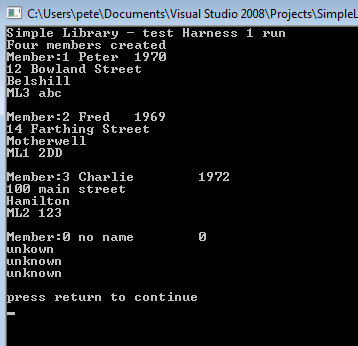 C:\Users\pete\Documents\Visual Studio 2008\Projects\SimpleL
Simple Library - test Harness 1 run
Four members created
Member:1 Peter 1970
12 Bowland Street
Belshill
ML3 abc
Member:2 Fred 1969
14 Farthing Street
Motherwell
ML1 2DD
Member:3 Charlie 1972
100 main street
Hamilton
ML2 123
Member:0 no name 0
unkown
unknown
unknown
press return to continue